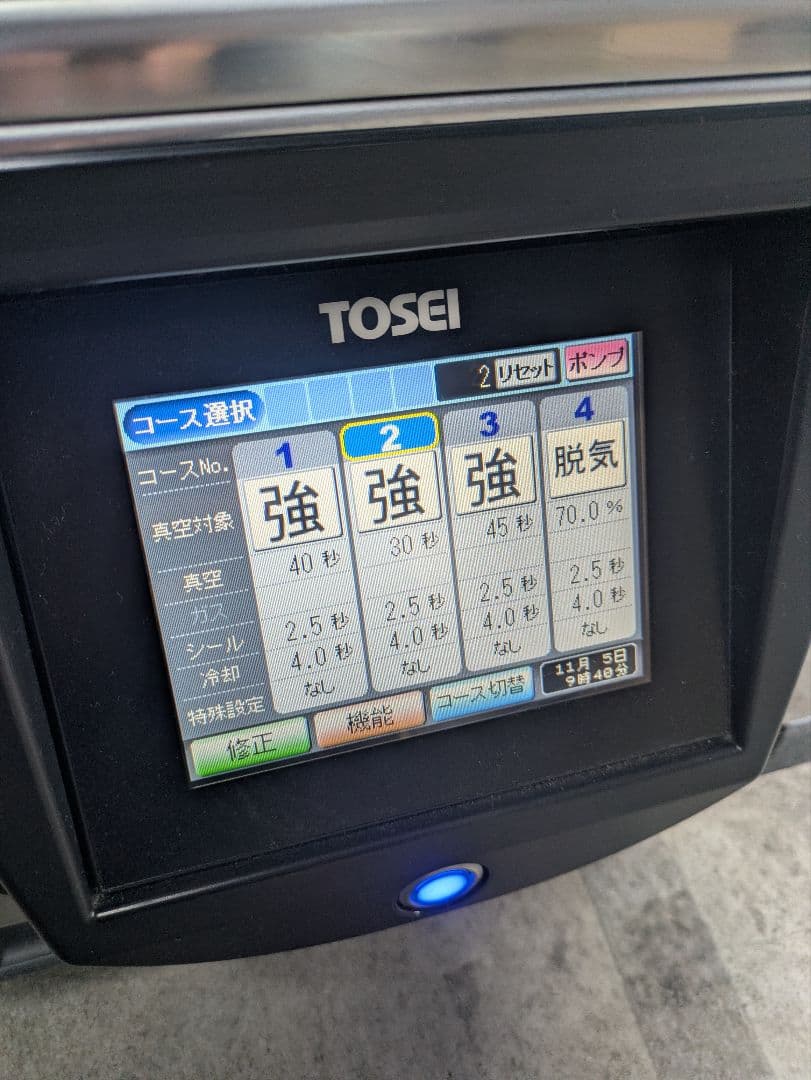 TOSEI
コース選択 2 リセット ポンプ
コースNo. 1 2 3 4
真空対象 強 強 強 脱気
真空 40 秒 30 秒 45 秒 70.0 %
ガス
シール 2.5 秒 2.5 秒 2.5 秒 2.5 秒
冷却 4.0 秒 4.0 秒 4.0 秒 4.0 秒
特殊設定 なし なし なし なし
修正 機能 コース切替 11月 5日
9時40分